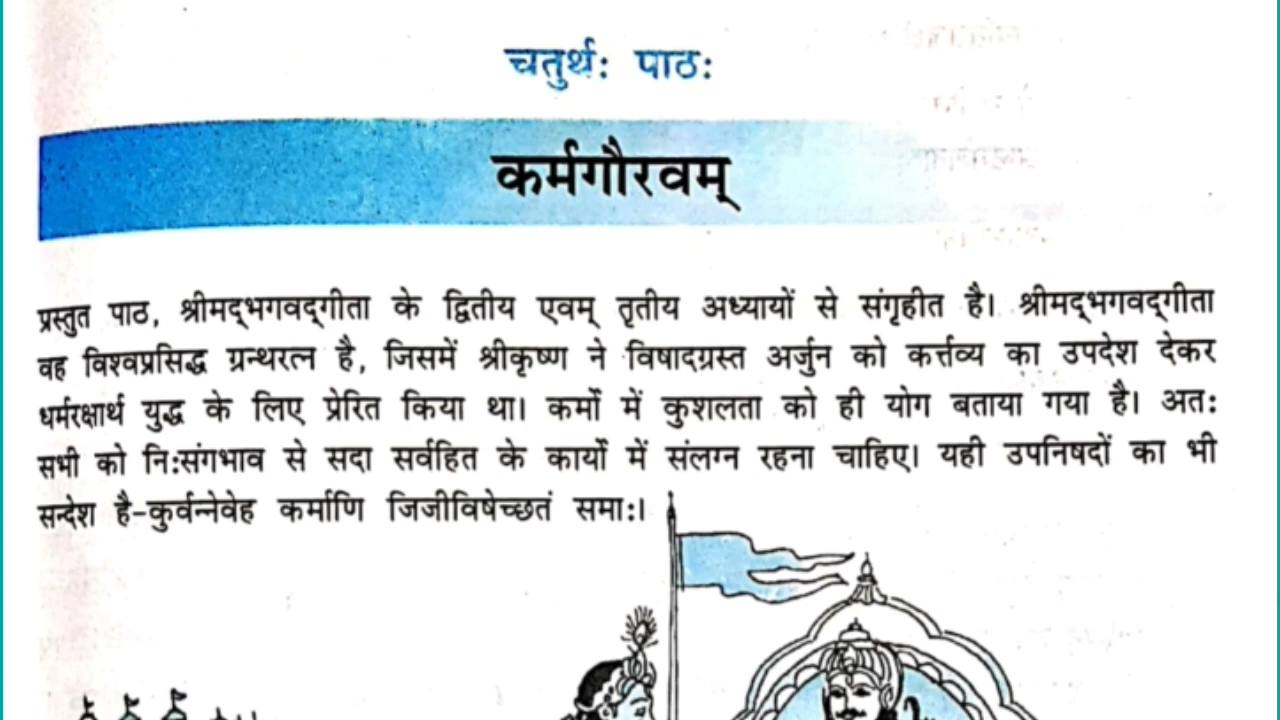 चतुर्थः पाठः
कर्मगौरवम्
प्रस्तुत पाठ, श्रीमद्भगवद्गीता के द्वितीय एवम् तृतीय अध्यायों से संगृहीत है। श्रीमद्भगवद्गीता
वह विश्वप्रसिद्ध ग्रन्थरत्न है, जिसमें श्रीकृष्ण ने विषादग्रस्त अर्जुन को कर्त्तव्य का उपदेश देकर
धर्मरक्षार्थ युद्ध के लिए प्रेरित किया था। कर्मों में कुशलता को ही योग बताया गया है। अतः
सभी को निःसंगभाव से सदा सर्वहित के कार्यों में संलग्न रहना चाहिए। यही उपनिषदों का भी
सन्देश है-कुर्वन्नेवेह कर्माणि जिजीविषेच्छतं समाः।